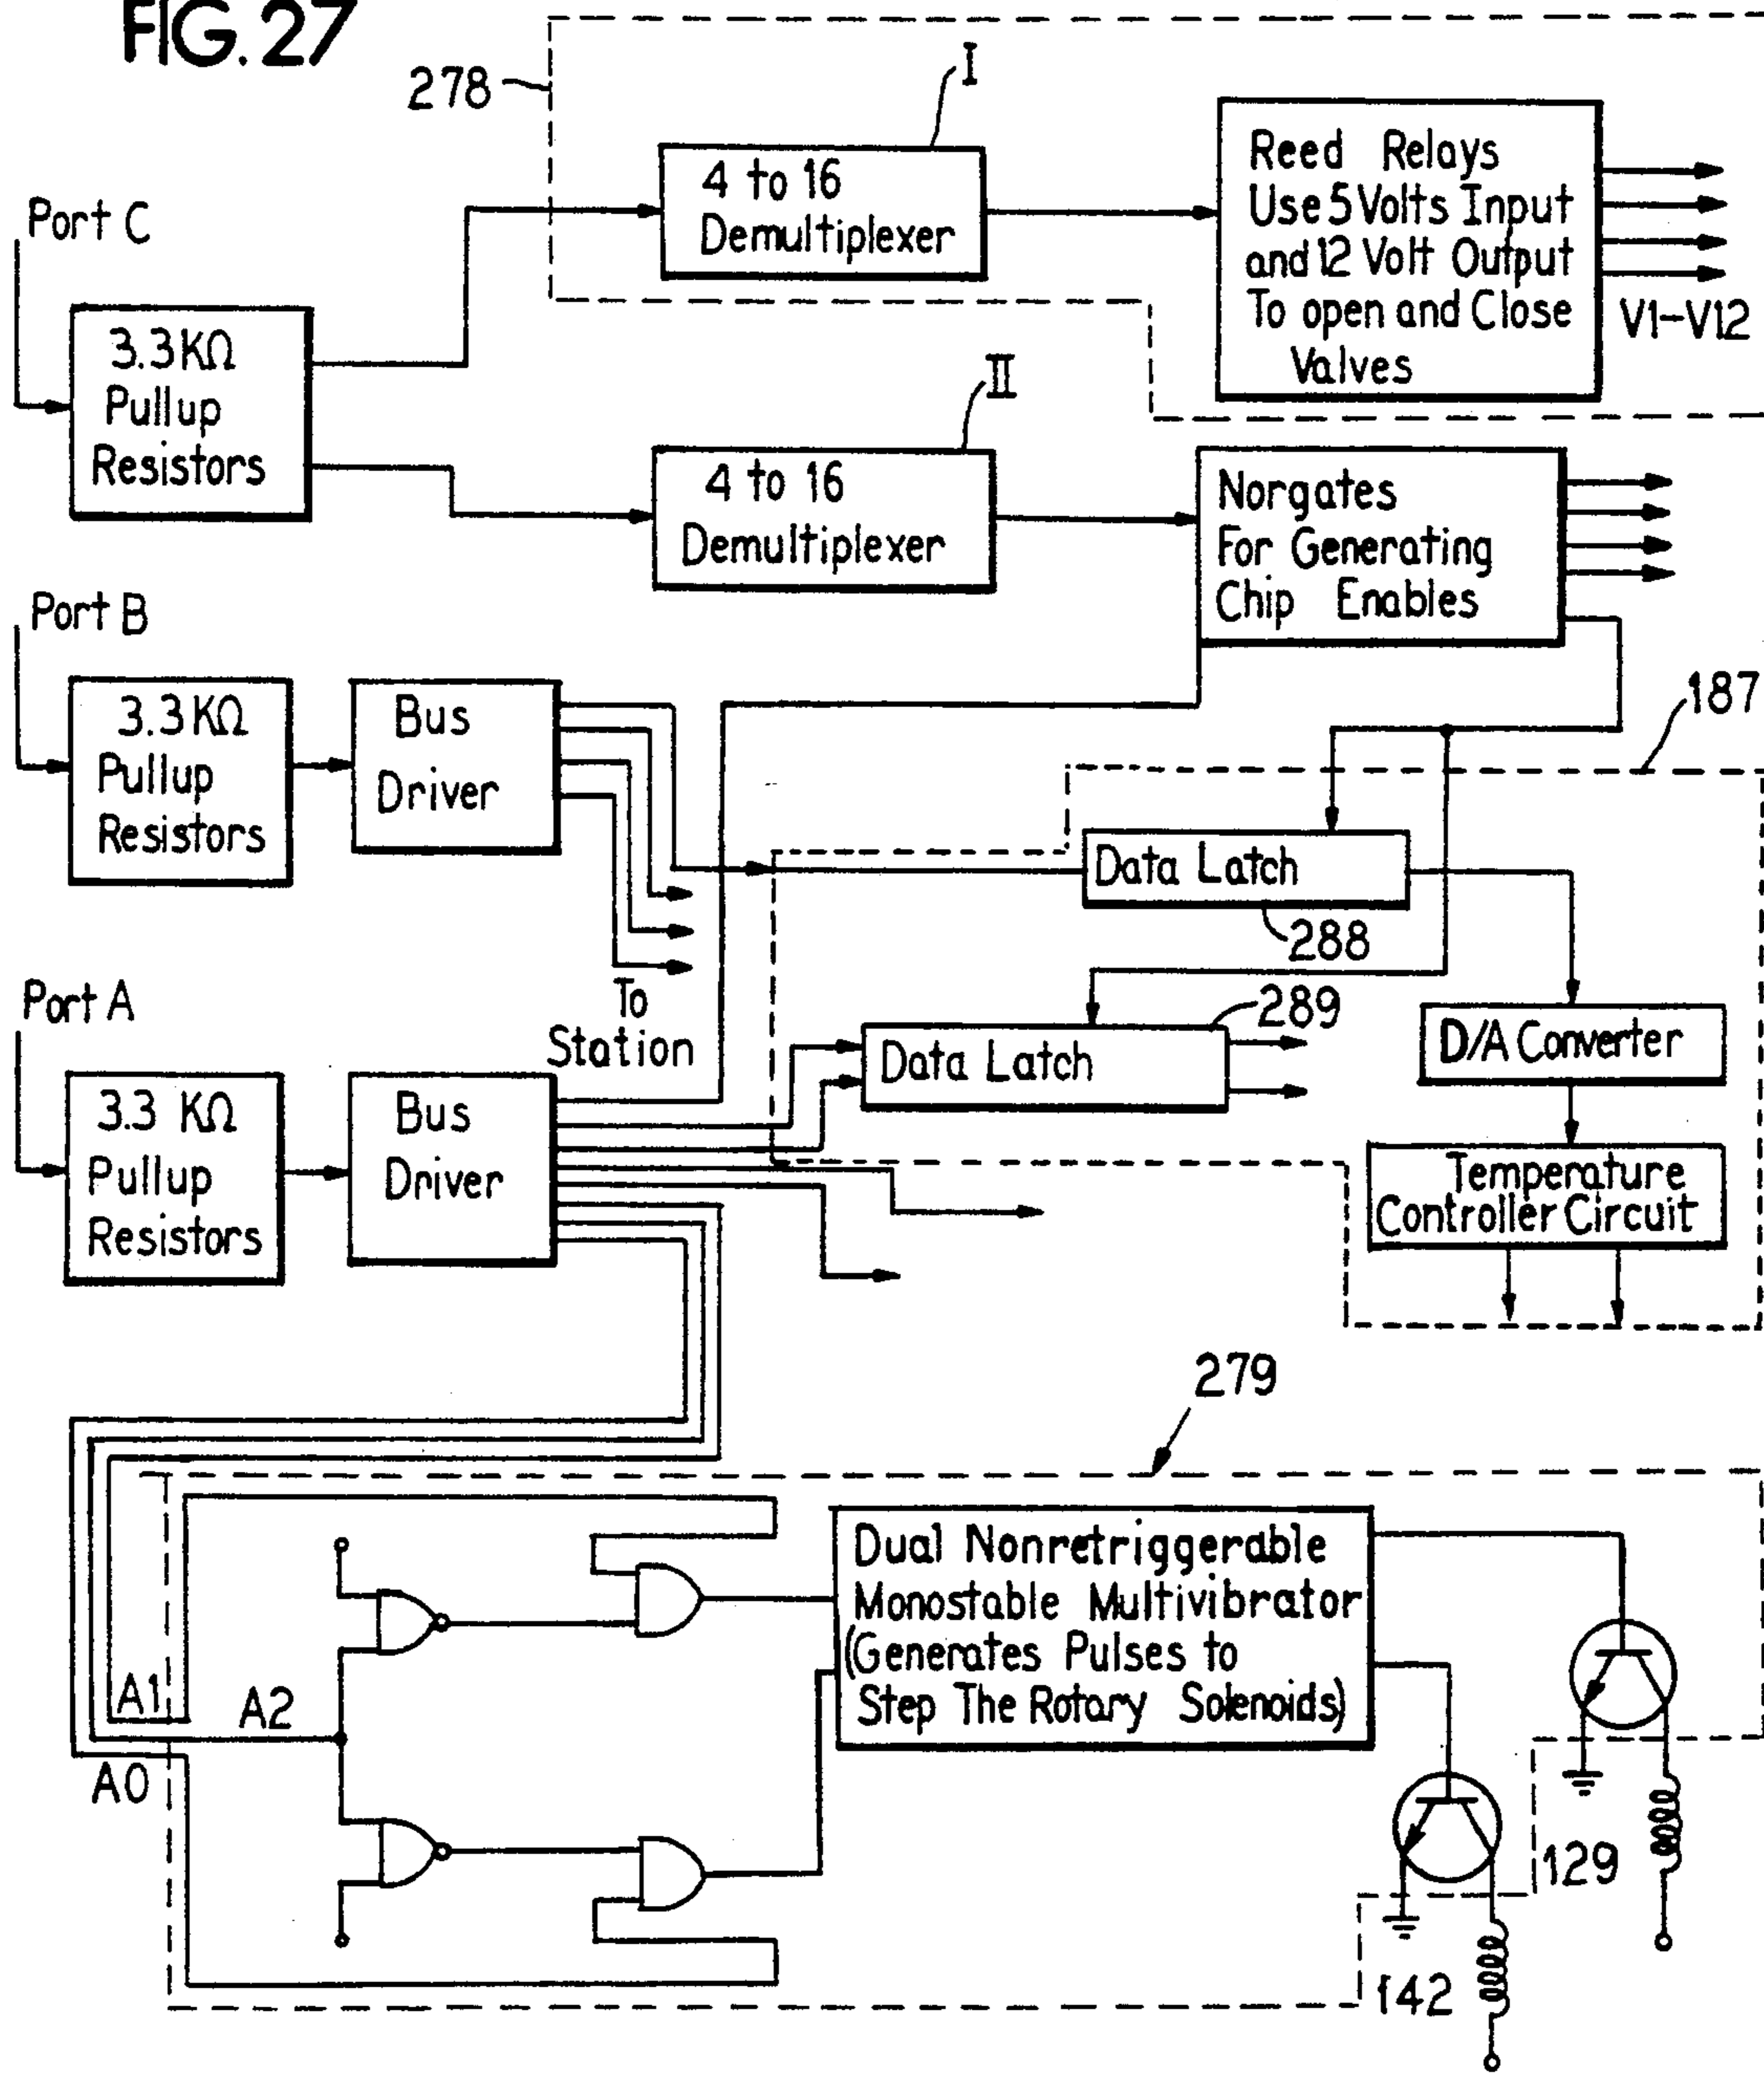 FIG. 27
278
I
4 to 16
Demultiplexer
Reed Relays
Use 5 Volts Input
and 12 Volt Output
To open and Close
Valves
V1-V12
Port C
3.3 KΩ
Pullup
Resistors
II
4 to 16
Demultiplexer
Norgates
For Generating
Chip Enables
187
Port B
3.3 KΩ
Pullup
Resistors
Bus
Driver
Data Latch
288
To
Station
Port A
3.3 KΩ
Pullup
Resistors
Bus
Driver
289
Data Latch
D/A Converter
Temperature
Controller Circuit
279
Dual Nonretriggerable
Monostable Multivibrator
(Generates Pulses to
Step The Rotary Solenoids)
A1
A2
A0
129
142